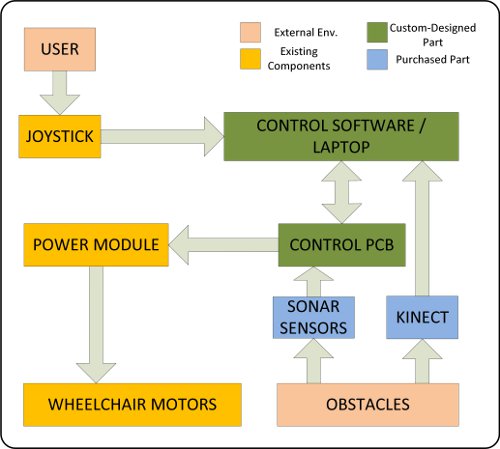 USER
External Env.
Custom-Designed
Part
Existing
Components
Purchased Part
JOYSTICK
CONTROL SOFTWARE /
LAPTOP
POWER MODULE
CONTROL PCB
SONAR
SENSORS
KINECT
WHEELCHAIR MOTORS
OBSTACLES